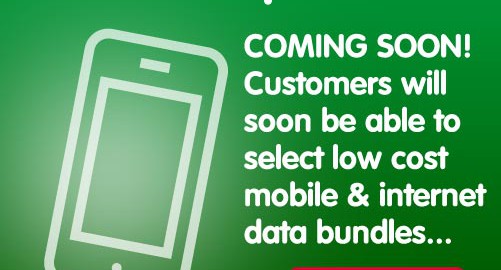 COMING SOON!
Customers will
soon be able to
select low cost
mobile & internet
data bundles...